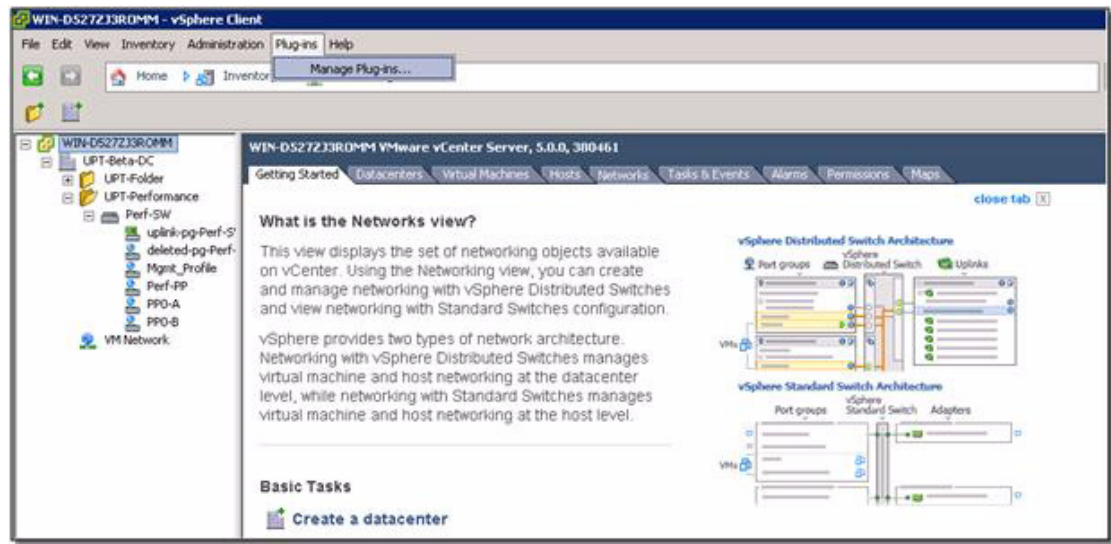 WIN-D527ZJ3ROMM - vSphere Client
File Edit View Inventory Administration Plug-ins Help
Manage Plug-ins...
Home Inventory
WIN-D527ZJ3ROMM
UPT-Beta-DC
UPT-Folder
UPT-Performance
Perf-SW
uplink-pg-Perf-S
deleted-pg-Perf-
Mgnt_Profile
Perf-PP
PPO-A
PPO-B
VM Network
WIN-D527ZJ3ROMM VMware vCenter Server, 5.0.0, 380461
Getting Started Datacenters Virtual Machines Hosts Networks Tasks & Events Alarms Permissions Maps
close tab X
What is the Networks view?
This view displays the set of networking objects available
on vCenter. Using the Networking view, you can create
and manage networking with vSphere Distributed Switches
and view networking with Standard Switches configuration.
vSphere provides two types of network architecture.
Networking with vSphere Distributed Switches manages
virtual machine and host networking at the datacenter
level, while networking with Standard Switches manages
virtual machine and host networking at the host level.
Basic Tasks
Create a datacenter
vSphere Distributed Switch Architecture
vSphere
Port groups Distributed Switch Uplinks
VMs
vSphere Standard Switch Architecture
vSphere
Port groups Standard Switch Adapters
VMs